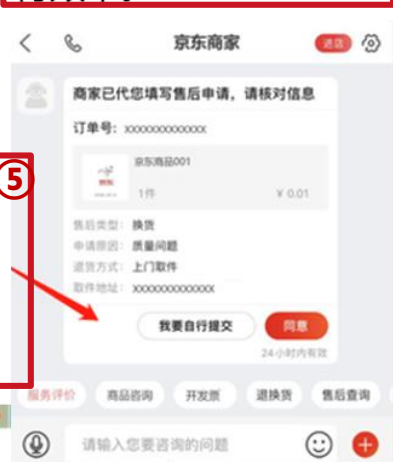 京东商家
进店
商家已代您填写售后申请，请核对信息
订单号：xxxxxxxxxxxxx
京东商品001
1件
¥ 0.01
售后类型：换货
申请原因：质量问题
退货方式：上门取件
取件地址：xxxxxxxxxxxxx
⑤
我要自行提交
同意
24小时内有效
服务评价
商品咨询
开发票
退换货
售后查询
请输入您要咨询的问题